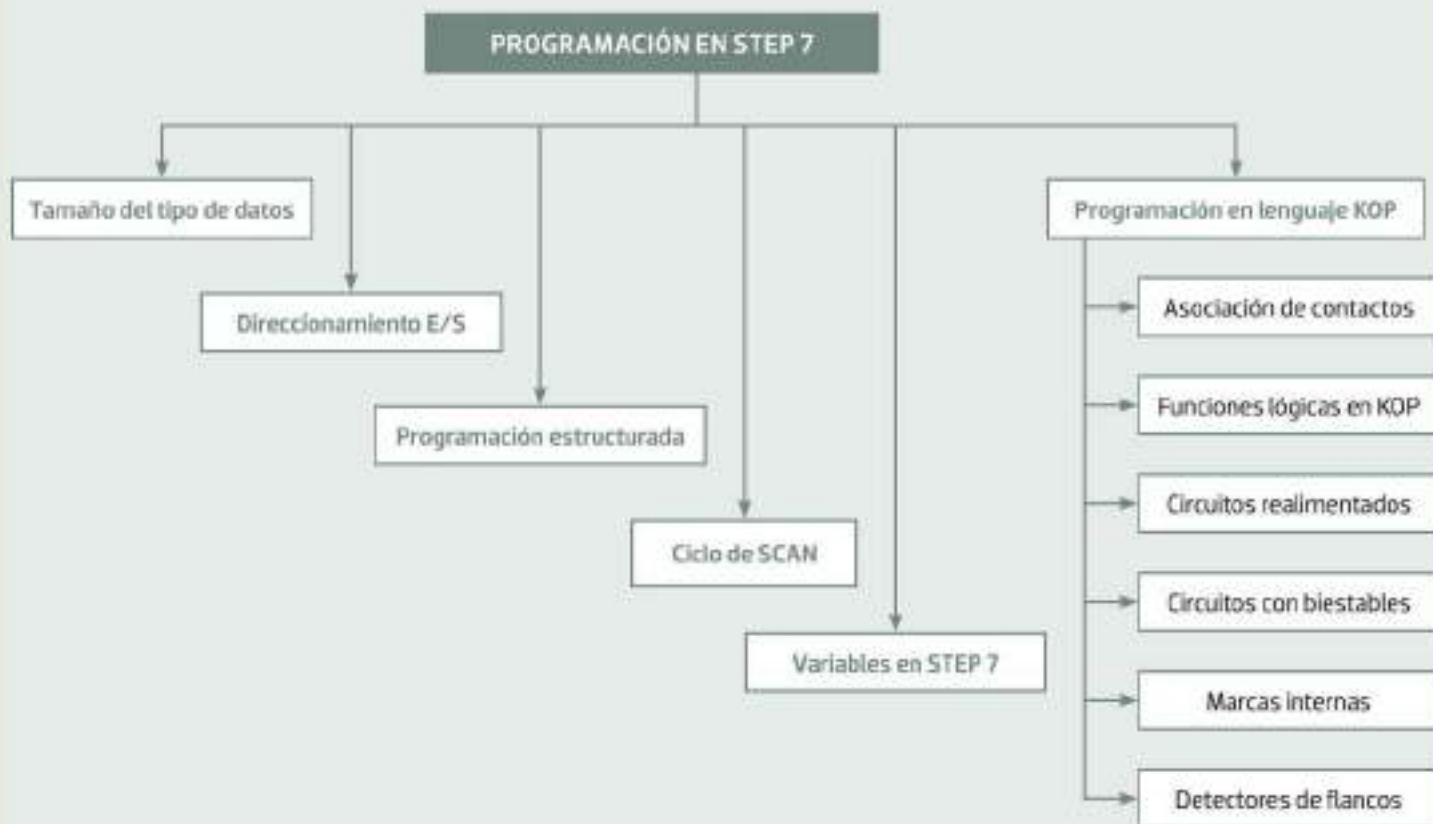 PROGRAMACIÓN EN STEP 7
Tamaño del tipo de datos
Direccionamiento E/S
Programación estructurada
Ciclo de SCAN
Variables en STEP 7
Programación en lenguaje KOP
Asociación de contactos
Funciones lógicas en KOP
Circuitos realimentados
Circuitos con biestables
Marcas internas
Detectores de flancos